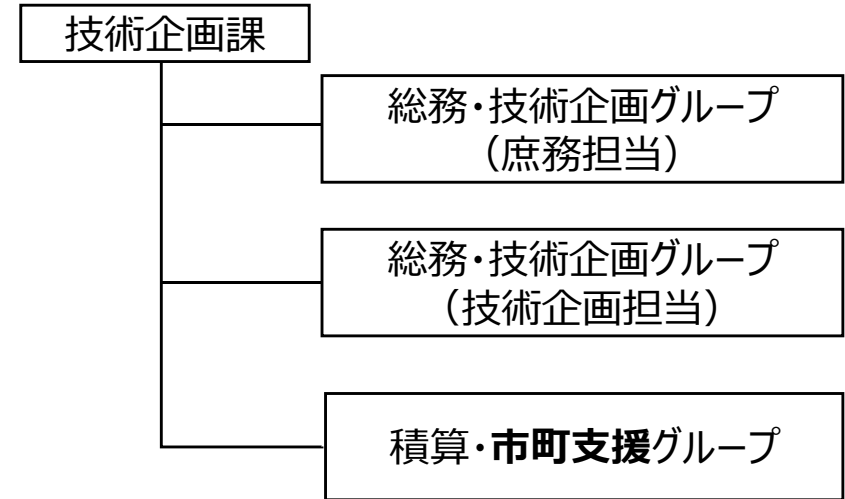 技術企画課
総務・技術企画グループ
（庶務担当）
総務・技術企画グループ
（技術企画担当）
積算・市町支援グループ